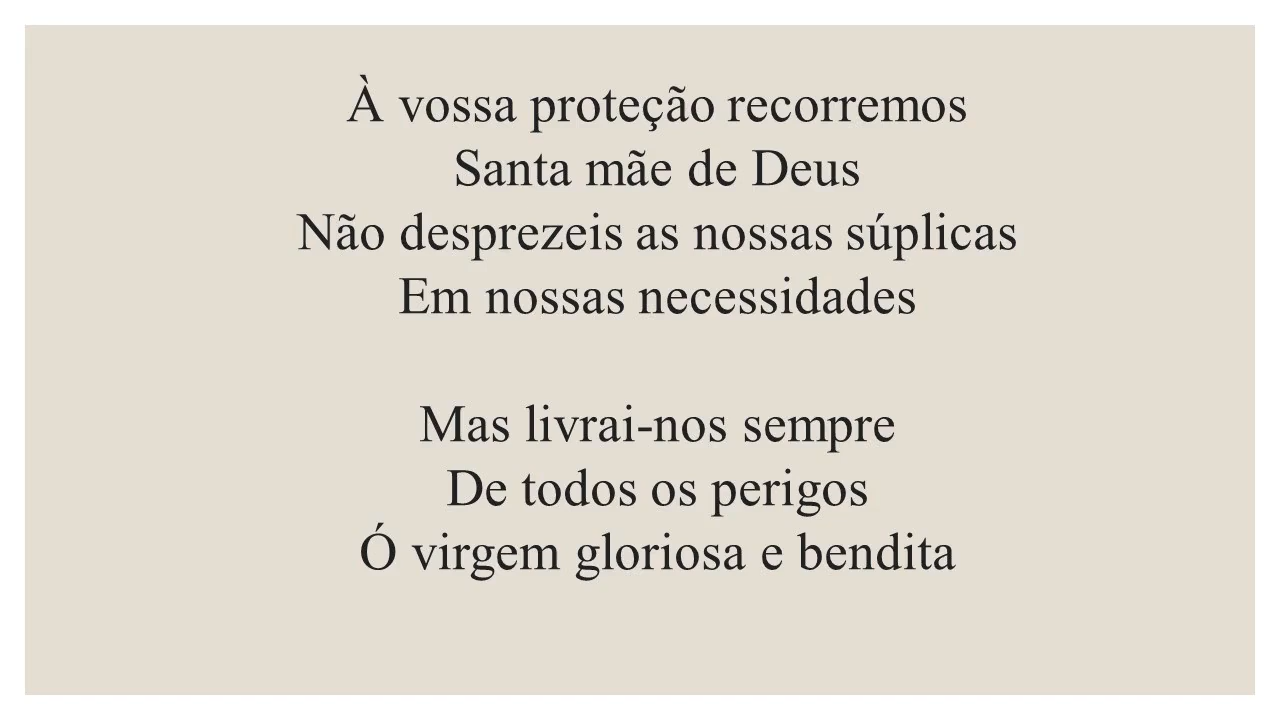 À vossa proteção recorremos
Santa mãe de Deus
Não desprezeis as nossas súplicas
Em nossas necessidades
Mas livrai-nos sempre
De todos os perigos
Ó virgem gloriosa e bendita